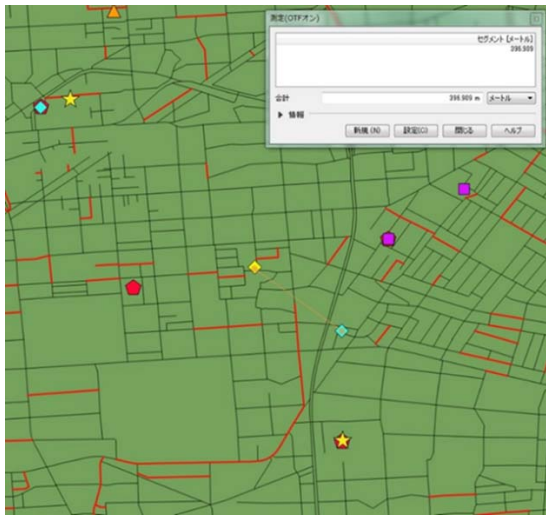 測定(OTFオン)
セグメント [メートル]
396.909
合計
396.909 m
メートル
情報
新規 (N)
設定(C)
閉じる
ヘルプ